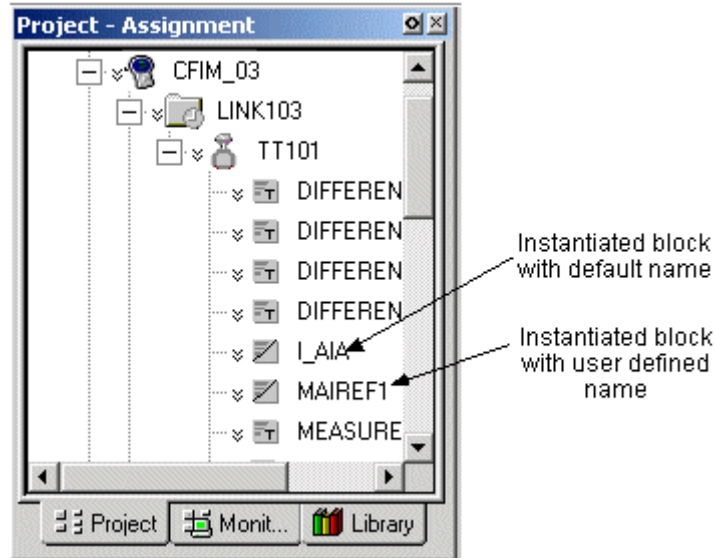 Project - Assignment
CFIM_03
LINK103
TT101
DIFFEREN
DIFFEREN
DIFFEREN
DIFFEREN
I_AIA
MAIREF1
MEASURE
Instantiated block
with default name
Instantiated block
with user defined
name
Project
Monit...
Library